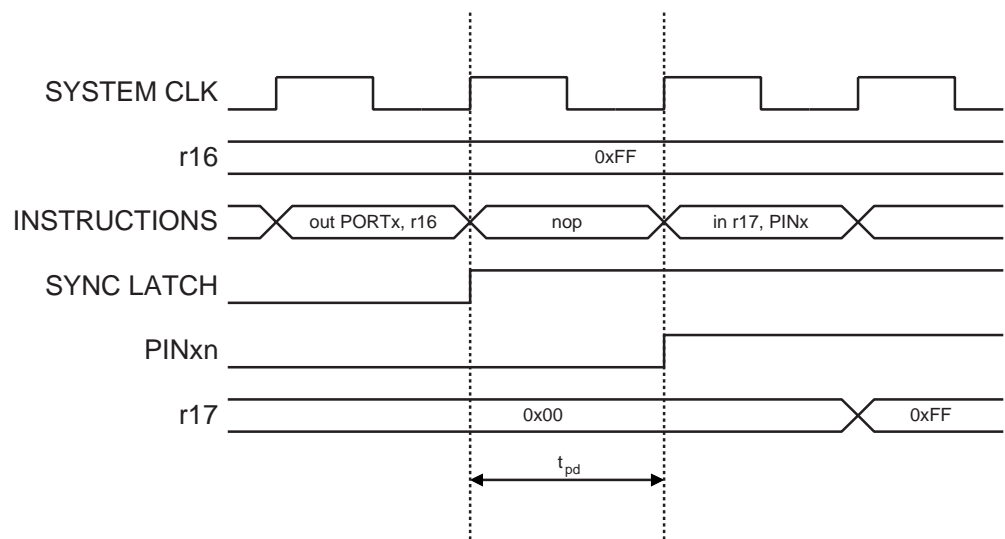 SYSTEM CLK
r16
0xFF
INSTRUCTIONS
out PORTx, r16
nop
in r17, PINx
SYNC LATCH
PINxn
r17
0x00
0xFF
tpd